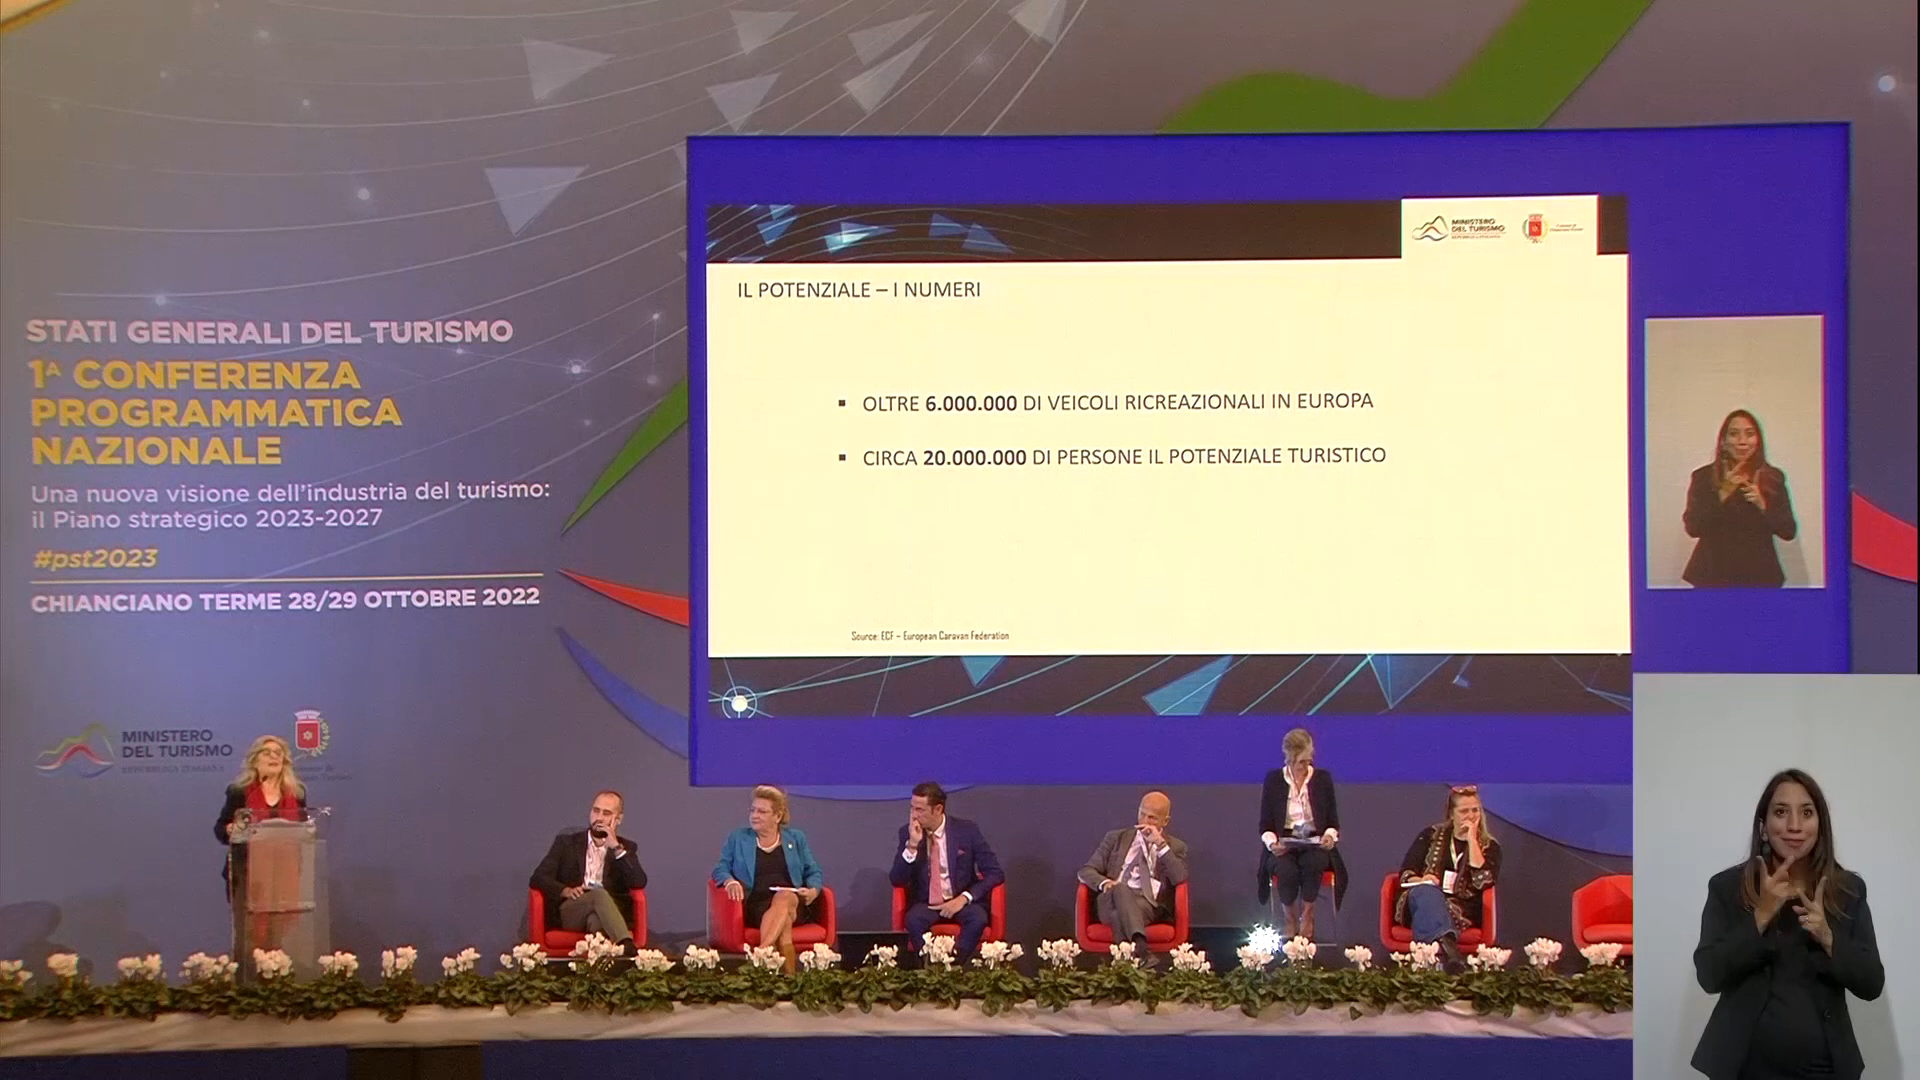 STATI GENERALI DEL TURISMO
1ᴬ CONFERENZA
PROGRAMMATICA
NAZIONALE
Una nuova visione dell'industria del turismo:
il Piano strategico 2023-2027
#pst2023
CHIANCIANO TERME 28/29 OTTOBRE 2022
MINISTERO
DEL TURISMO
MINISTERO
DEL TURISMO
IL POTENZIALE – I NUMERI
▪ OLTRE 6.000.000 DI VEICOLI RICREAZIONALI IN EUROPA
▪ CIRCA 20.000.000 DI PERSONE IL POTENZIALE TURISTICO
Source: ECF – European Caravan Federation